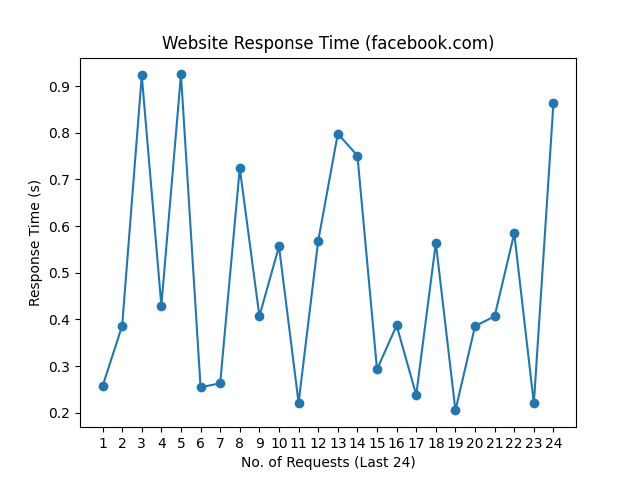 Website Response Time (facebook.com)
0.9
0.8
0.7
0.6
0.5
0.4
0.3
0.2
Response Time (s)
1 2 3 4 5 6 7 8 9 10 11 12 13 14 15 16 17 18 19 20 21 22 23 24
No. of Requests (Last 24)